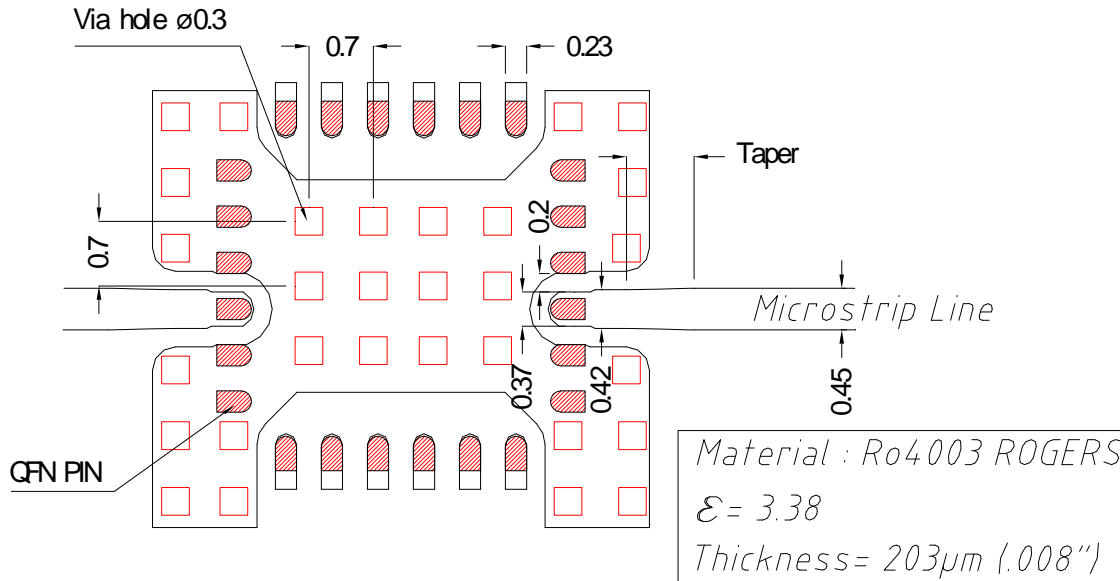 Via hole ø0.3
0.7
0.23
Taper
0.2
0.7
Microstrip Line
0.37
0.42
0.45
QFN PIN
Material : Ro4003 ROGERS
ε = 3.38
Thickness= 203µm (.008")